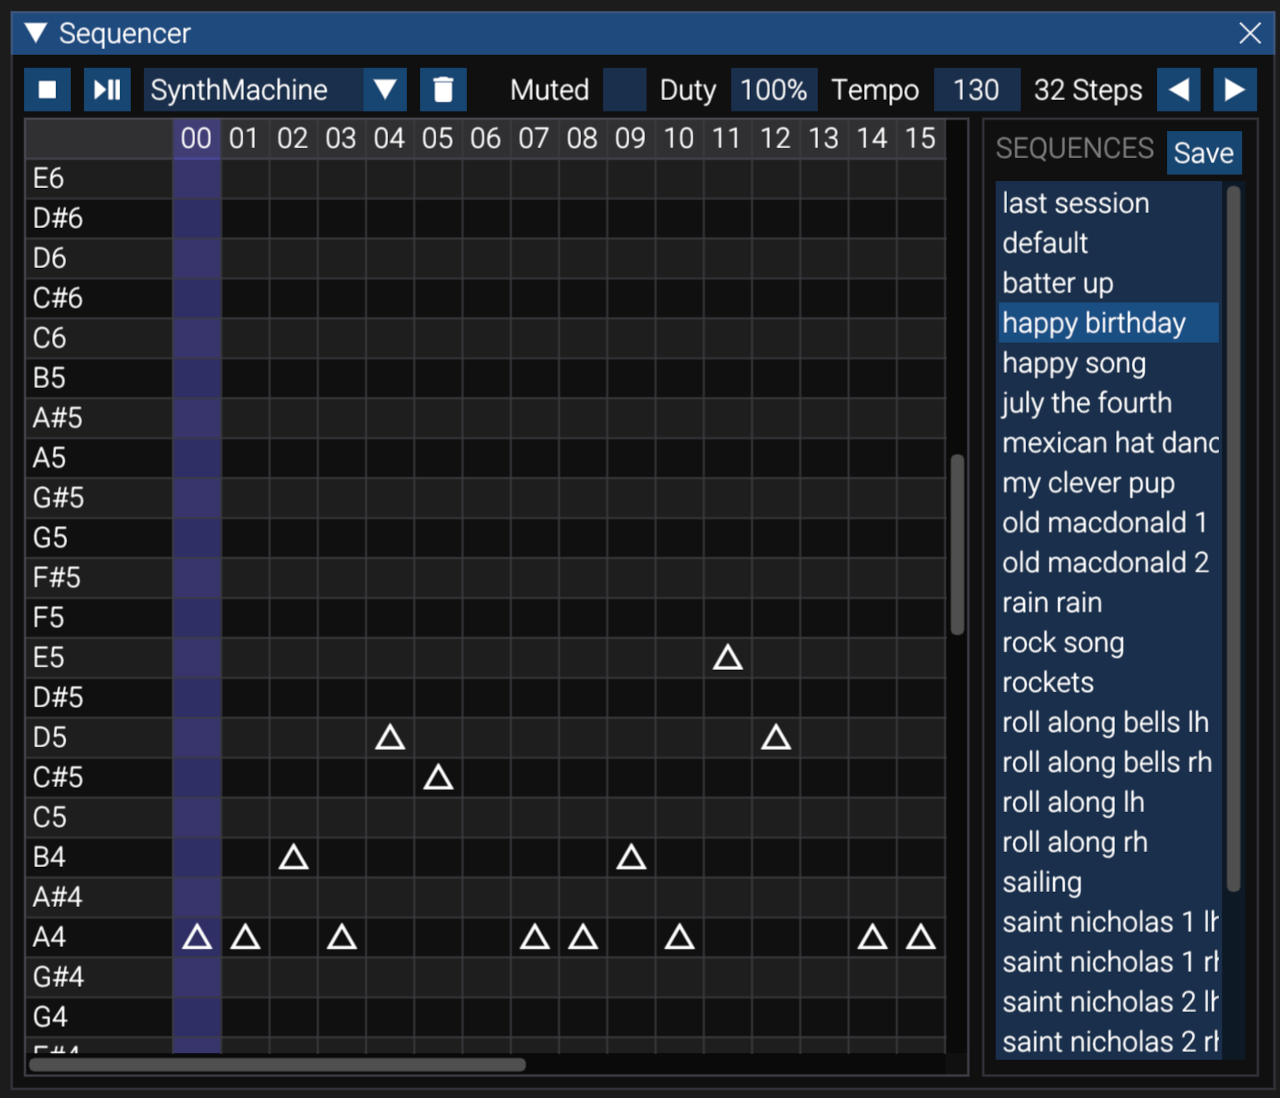 Sequencer
SynthMachine Muted Duty 100% Tempo 130 32 Steps
00 01 02 03 04 05 06 07 08 09 10 11 12 13 14 15
E6
D#6
D6
C#6
C6
B5
A#5
A5
G#5
G5
F#5
F5
E5
D#5
D5
C#5
C5
B4
A#4
A4
G#4
G4
F#4
SEQUENCES Save
last session
default
batter up
happy birthday
happy song
july the fourth
mexican hat danc
my clever pup
old macdonald 1
old macdonald 2
rain rain
rock song
rockets
roll along bells lh
roll along bells rh
roll along lh
roll along rh
sailing
saint nicholas 1 lh
saint nicholas 1 rh
saint nicholas 2 lh
saint nicholas 2 rh